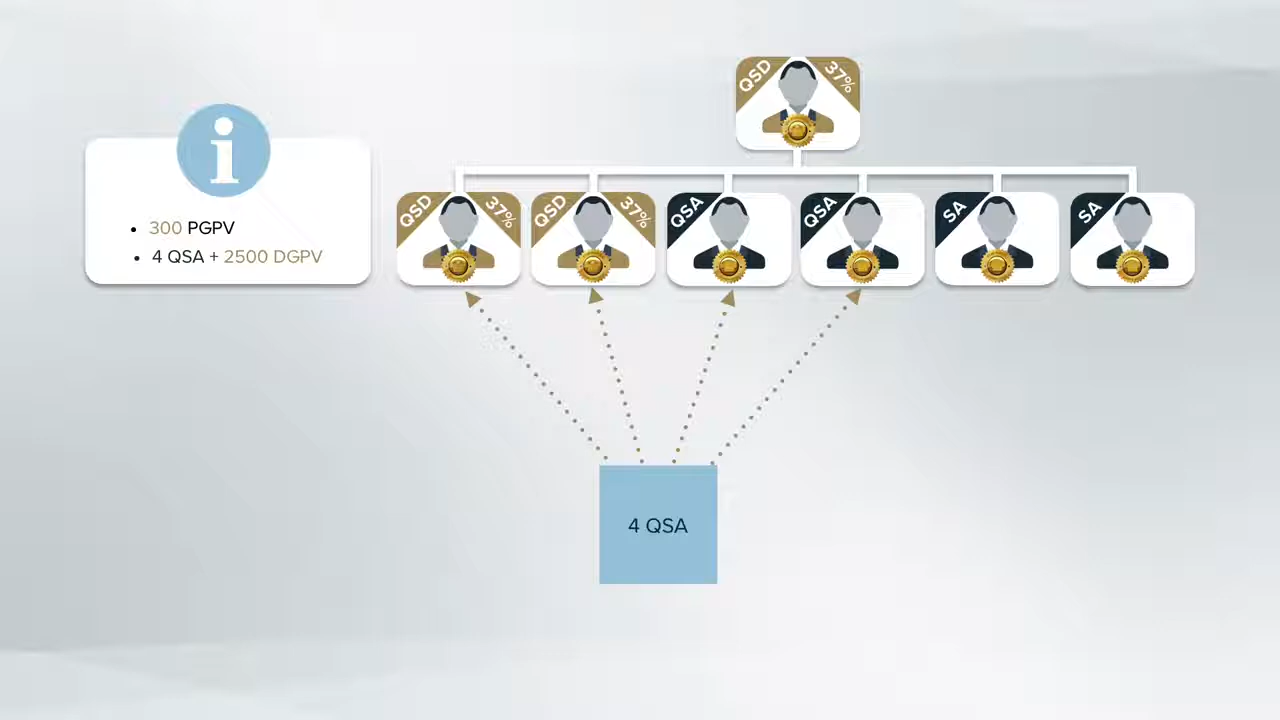 QSD 37%
i
• 300 PGPV
• 4 QSA + 2500 DGPV
QSD 37%
QSD 37%
QSA
QSA
SA
SA
4 QSA